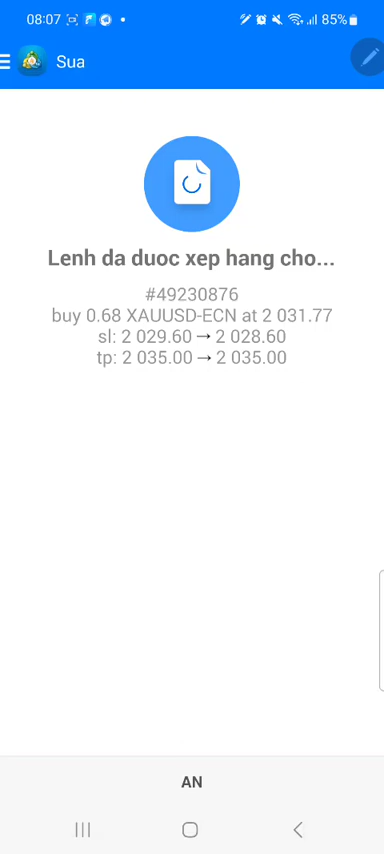 08:07
85%
Sua
Lenh da duoc xep hang cho...
#49230876
buy 0.68 XAUUSD-ECN at 2 031.77
sl: 2 029.60 → 2 028.60
tp: 2 035.00 → 2 035.00
AN